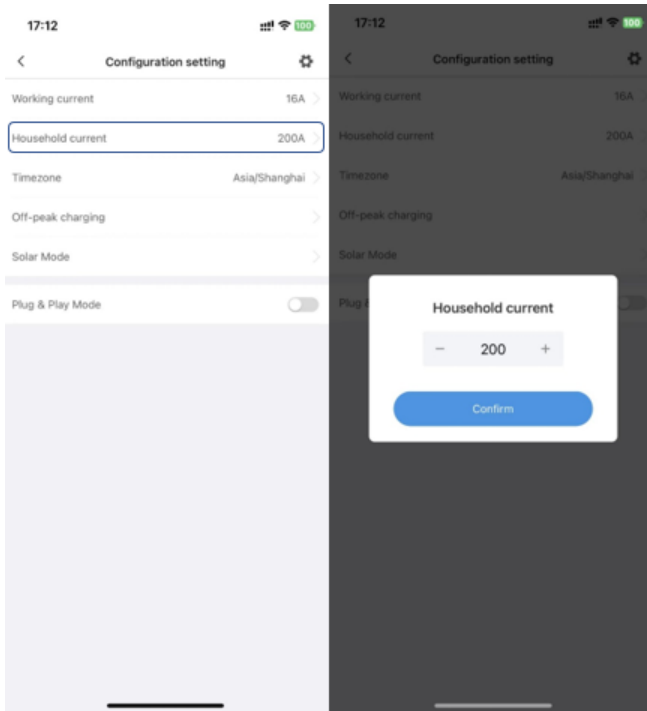 17:12
100
Configuration setting
Working current 16A
Household current 200A
Timezone Asia/Shanghai
Off-peak charging
Solar Mode
Plug & Play Mode
17:12
100
Configuration setting
Working current 16A
Household current 200A
Timezone Asia/Shanghai
Off-peak charging
Solar Mode
Plug
Household current
- 200 +
Confirm